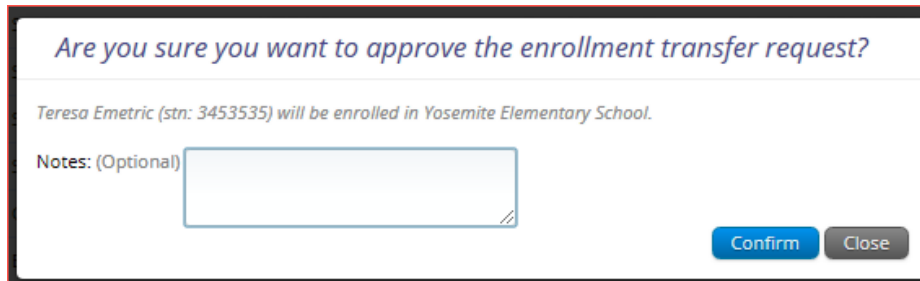 Are you sure you want to approve the enrollment transfer request?
Teresa Emetric (stn: 3453535) will be enrolled in Yosemite Elementary School.
Notes: (Optional)
Confirm Close